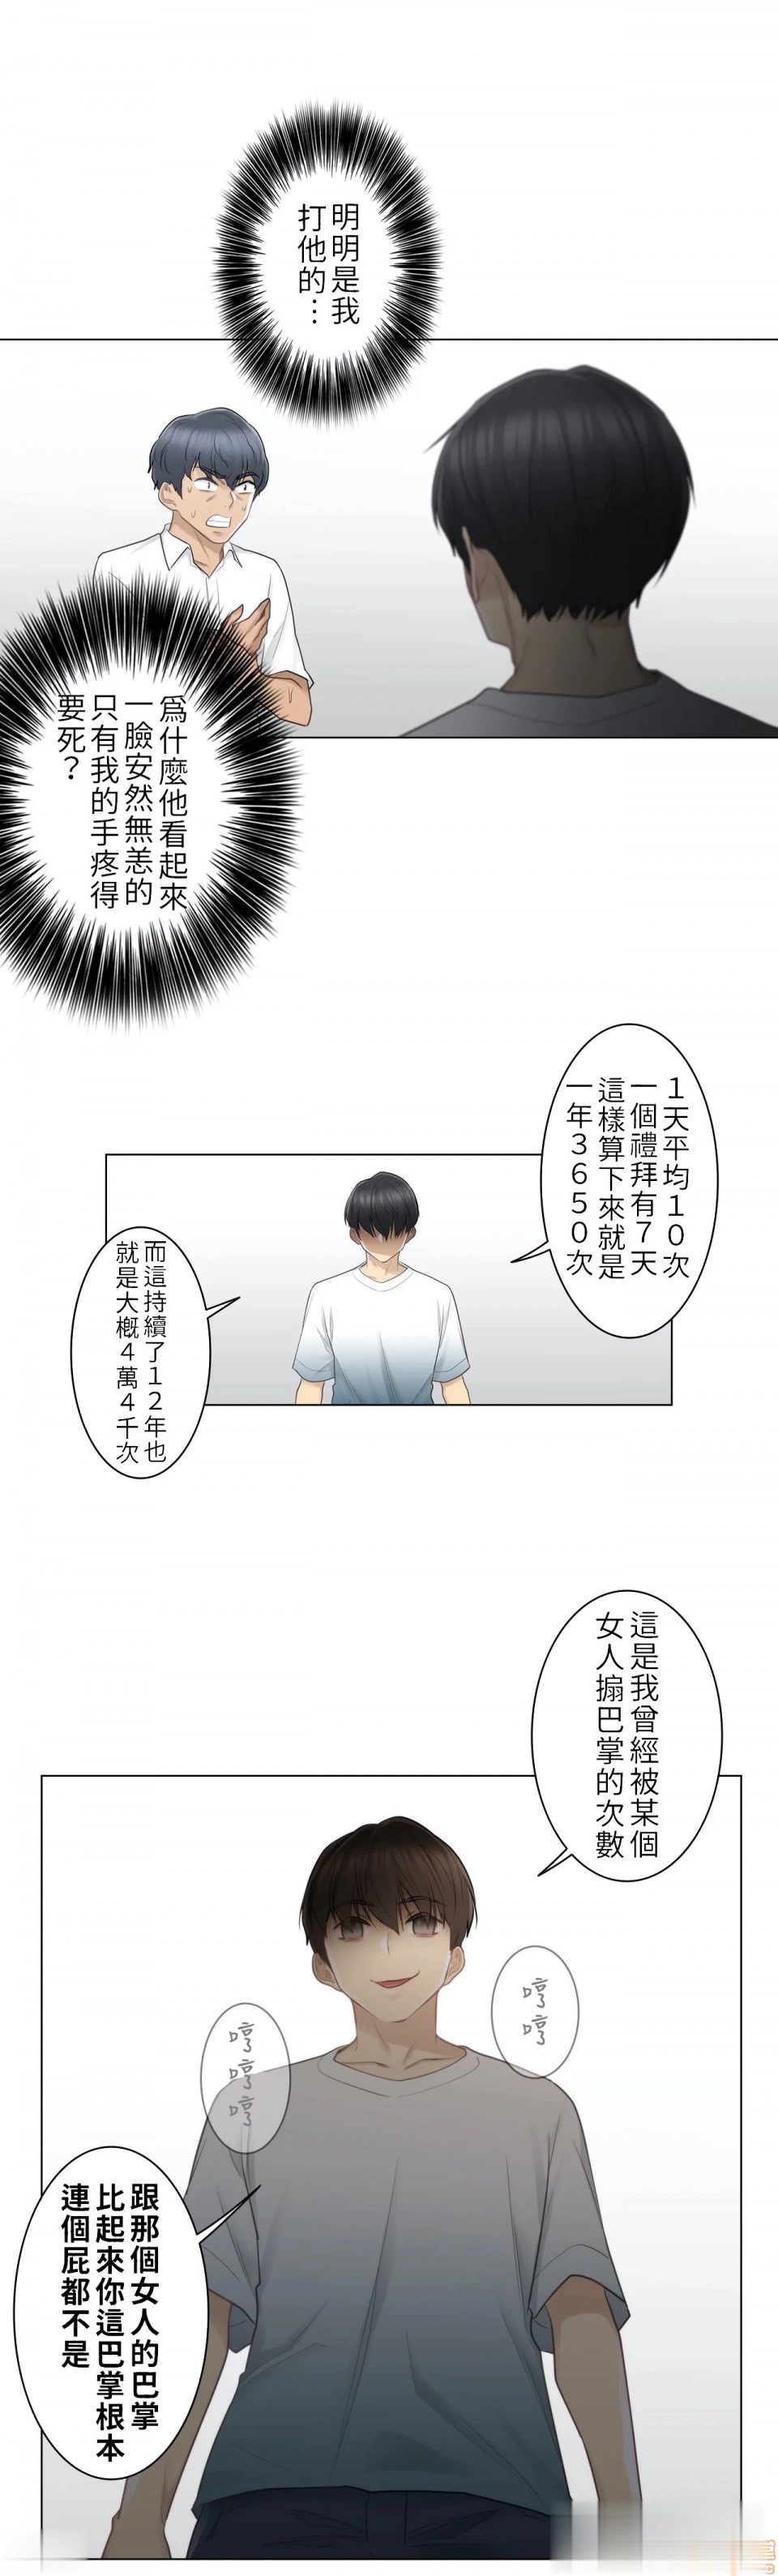 明明是我
打他的…
為什麼他看起來
一臉安然無恙的
只有我的手疼得
要死？
１天平均１０次
一個禮拜有７天
這樣算下來就是
一年３６５０次
而這持續了１２年也
就是大概４萬４千次
這是我曾經被某個
女人搧巴掌的次數
哼哼
哼哼哼
跟那個女人的巴掌
比起來你這巴掌根本
連個屁都不是